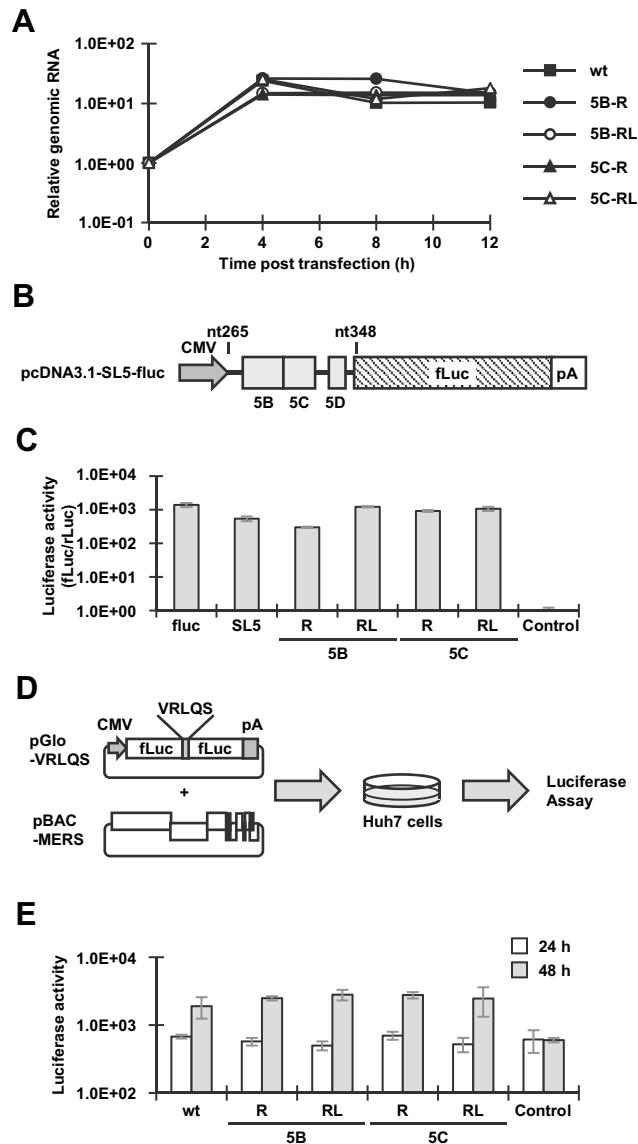 A
Relative genomic RNA
1.0E+02
1.0E+01
1.0E+00
1.0E-01
0 2 4 6 8 10 12
Time post transfection (h)
wt
5B-R
5B-RL
5C-R
5C-RL
B
pcDNA3.1-SL5-fluc
CMV
nt265
nt348
5B
5C
5D
fLuc
pA
C
Luciferase activity
(fLuc/rLuc)
1.0E+04
1.0E+03
1.0E+02
1.0E+01
1.0E+00
fluc SL5 R RL R RL Control
5B 5C
D
pGlo
-VRLQS
CMV
VRLQS
pA
fLuc
fLuc
+
pBAC
-MERS
Huh7 cells
Luciferase
Assay
E
Luciferase activity
1.0E+04
1.0E+03
1.0E+02
24 h
48 h
wt R RL R RL Control
5B 5C